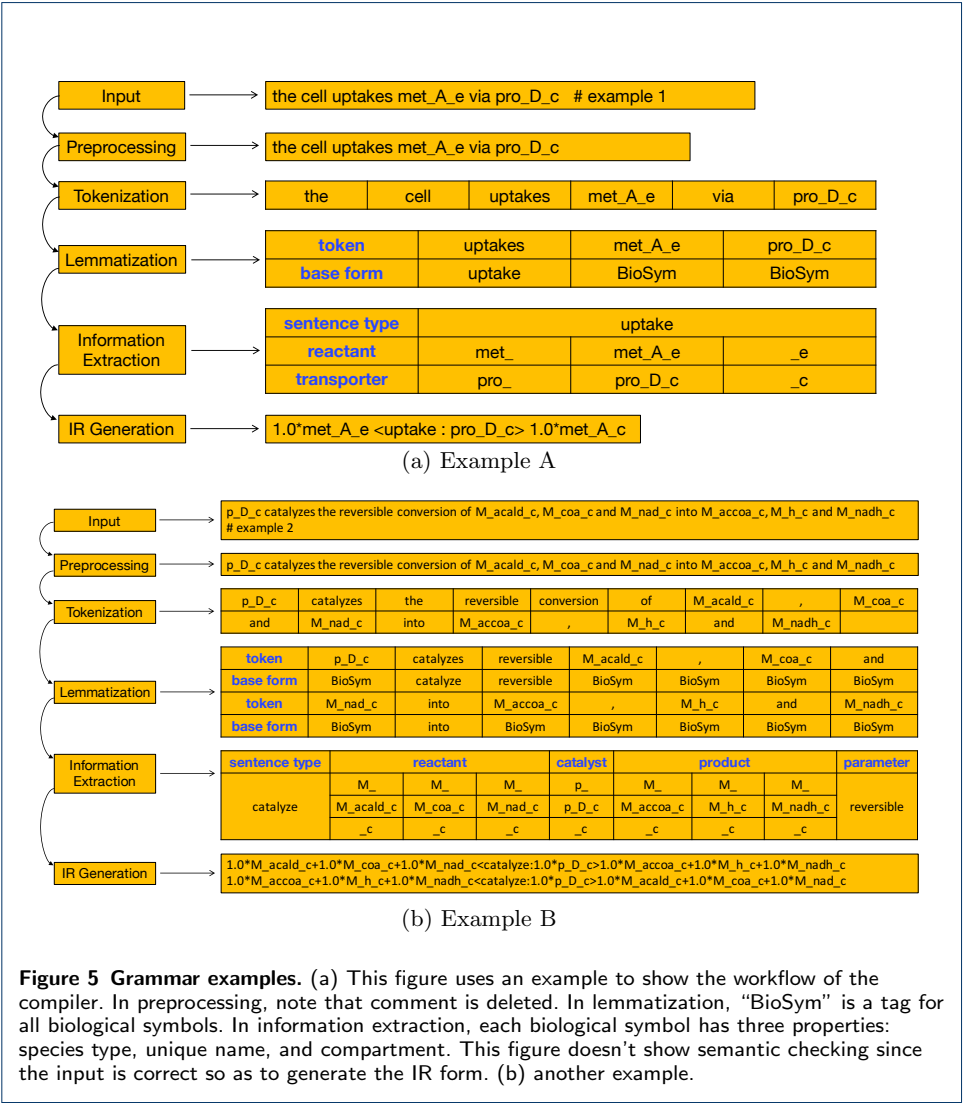 Input
the cell uptakes met_A_e via pro_D_c # example 1
Preprocessing
the cell uptakes met_A_e via pro_D_c
Tokenization
the cell uptakes met_A_e via pro_D_c
Lemmatization
token uptakes met_A_e pro_D_c
base form uptake BioSym BioSym
Information
Extraction
sentence type uptake
reactant met_ met_A_e _e
transporter pro_ pro_D_c _c
IR Generation
1.0*met_A_e <uptake : pro_D_c> 1.0*met_A_c
(a) Example A
Input
p_D_c catalyzes the reversible conversion of M_acald_c, M_coa_c and M_nad_c into M_accoa_c, M_h_c and M_nadh_c
# example 2
Preprocessing
p_D_c catalyzes the reversible conversion of M_acald_c, M_coa_c and M_nad_c into M_accoa_c, M_h_c and M_nadh_c
Tokenization
p_D_c catalyzes the reversible conversion of M_acald_c , M_coa_c
and M_nad_c into M_accoa_c , M_h_c and M_nadh_c
Lemmatization
token p_D_c catalyzes reversible M_acald_c , M_coa_c and
base form BioSym catalyze reversible BioSym BioSym BioSym BioSym
token M_nad_c into M_accoa_c , M_h_c and M_nadh_c
base form BioSym into BioSym BioSym BioSym BioSym BioSym
Information
Extraction
sentence type reactant catalyst product parameter
M_ M_ M_ p_ M_ M_ M_
catalyze M_acald_c M_coa_c M_nad_c p_D_c M_accoa_c M_h_c M_nadh_c reversible
_c _c _c _c _c _c _c
IR Generation
1.0*M_acald_c+1.0*M_coa_c+1.0*M_nad_c<catalyze:1.0*p_D_c>1.0*M_accoa_c+1.0*M_h_c+1.0*M_nadh_c
1.0*M_accoa_c+1.0*M_h_c+1.0*M_nadh_c<catalyze:1.0*p_D_c>1.0*M_acald_c+1.0*M_coa_c+1.0*M_nad_c
(b) Example B
Figure 5 Grammar examples. (a) This figure uses an example to show the workflow of the
compiler. In preprocessing, note that comment is deleted. In lemmatization, “BioSym” is a tag for
all biological symbols. In information extraction, each biological symbol has three properties:
species type, unique name, and compartment. This figure doesn't show semantic checking since
the input is correct so as to generate the IR form. (b) another example.